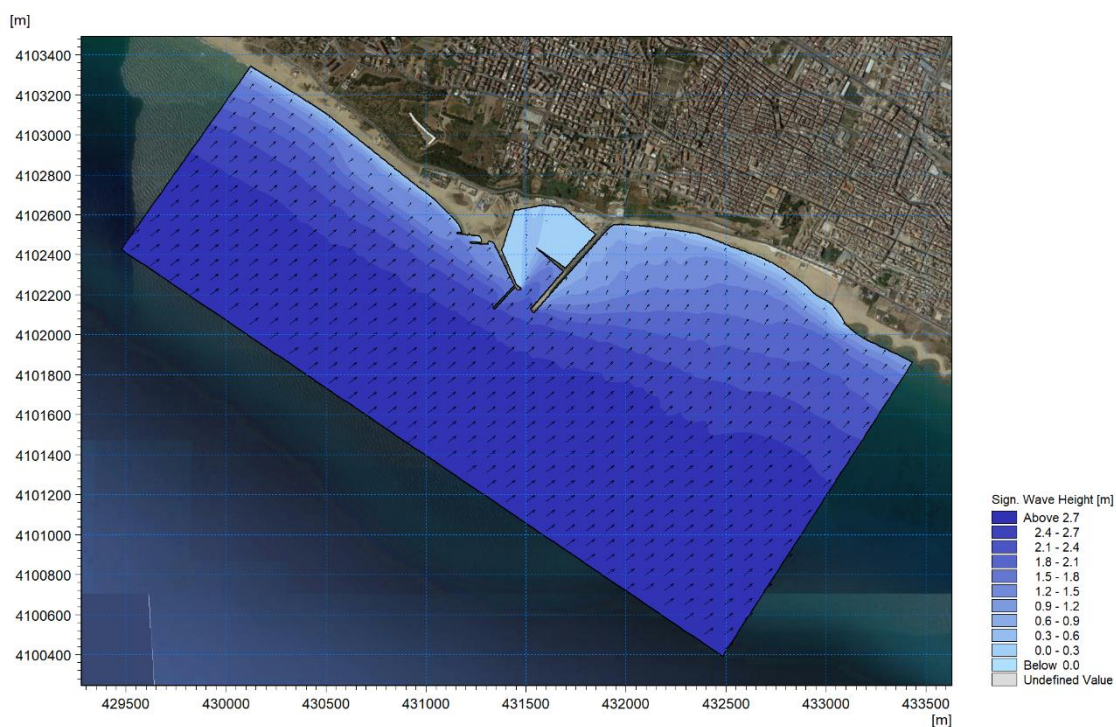 [m]
4103400
4103200
4103000
4102800
4102600
4102400
4102200
4102000
4101800
4101600
4101400
4101200
4101000
4100800
4100600
4100400
429500 430000 430500 431000 431500 432000 432500 433000 433500
[m]
Sign. Wave Height [m]
Above 2.7
2.4 - 2.7
2.1 - 2.4
1.8 - 2.1
1.5 - 1.8
1.2 - 1.5
0.9 - 1.2
0.6 - 0.9
0.3 - 0.6
0.0 - 0.3
Below 0.0
Undefined Value